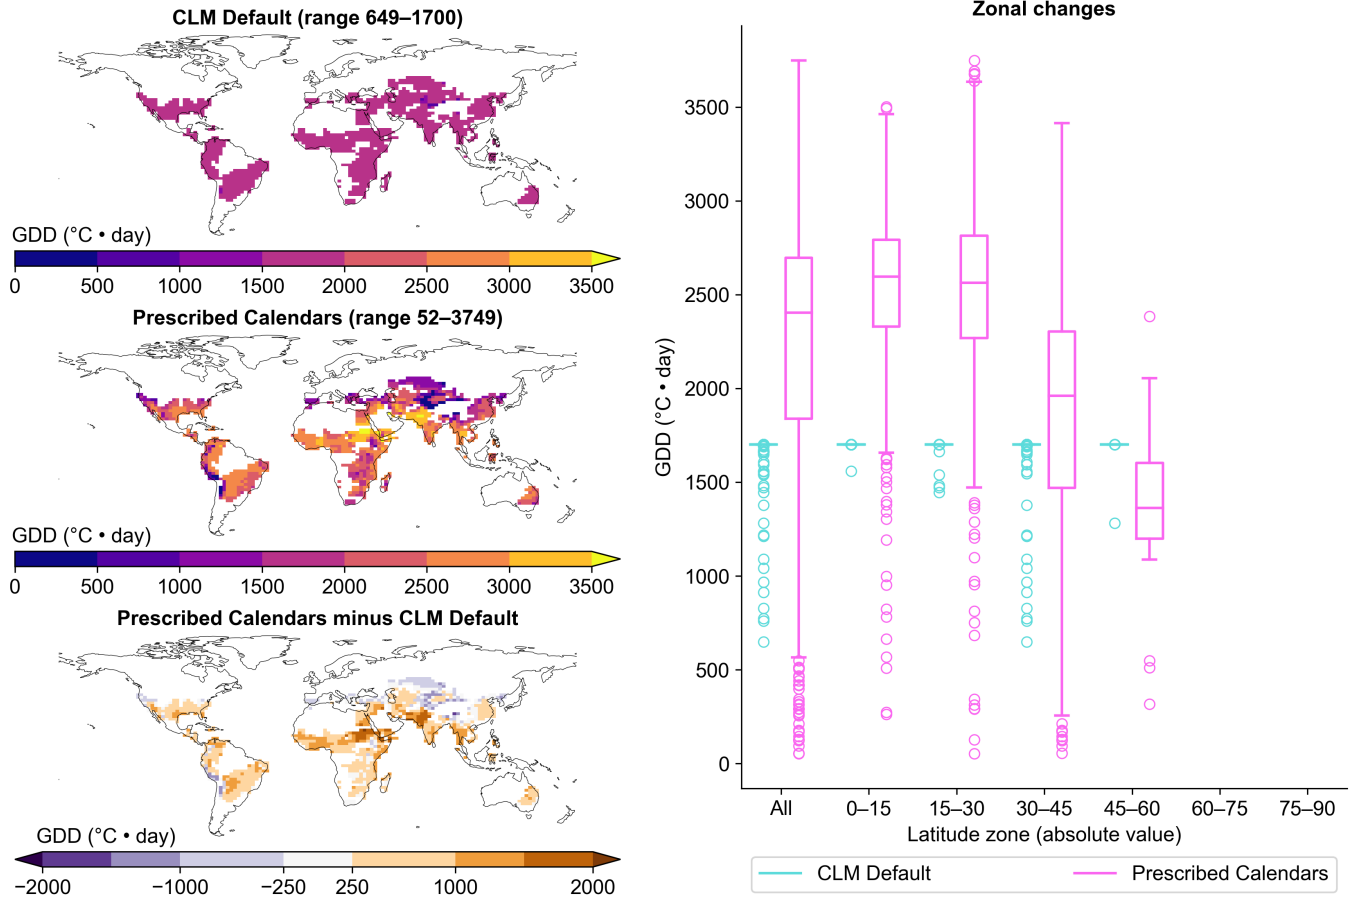 CLM Default (range 649–1700)
GDD (°C • day)
0 500 1000 1500 2000 2500 3000 3500
Prescribed Calendars (range 52–3749)
GDD (°C • day)
0 500 1000 1500 2000 2500 3000 3500
Prescribed Calendars minus CLM Default
GDD (°C • day)
−2000 −1000 −250 250 1000 2000
Zonal changes
GDD (°C • day)
3500
3000
2500
2000
1500
1000
500
0
All 0–15 15–30 30–45 45–60 60–75 75–90
Latitude zone (absolute value)
CLM Default Prescribed Calendars